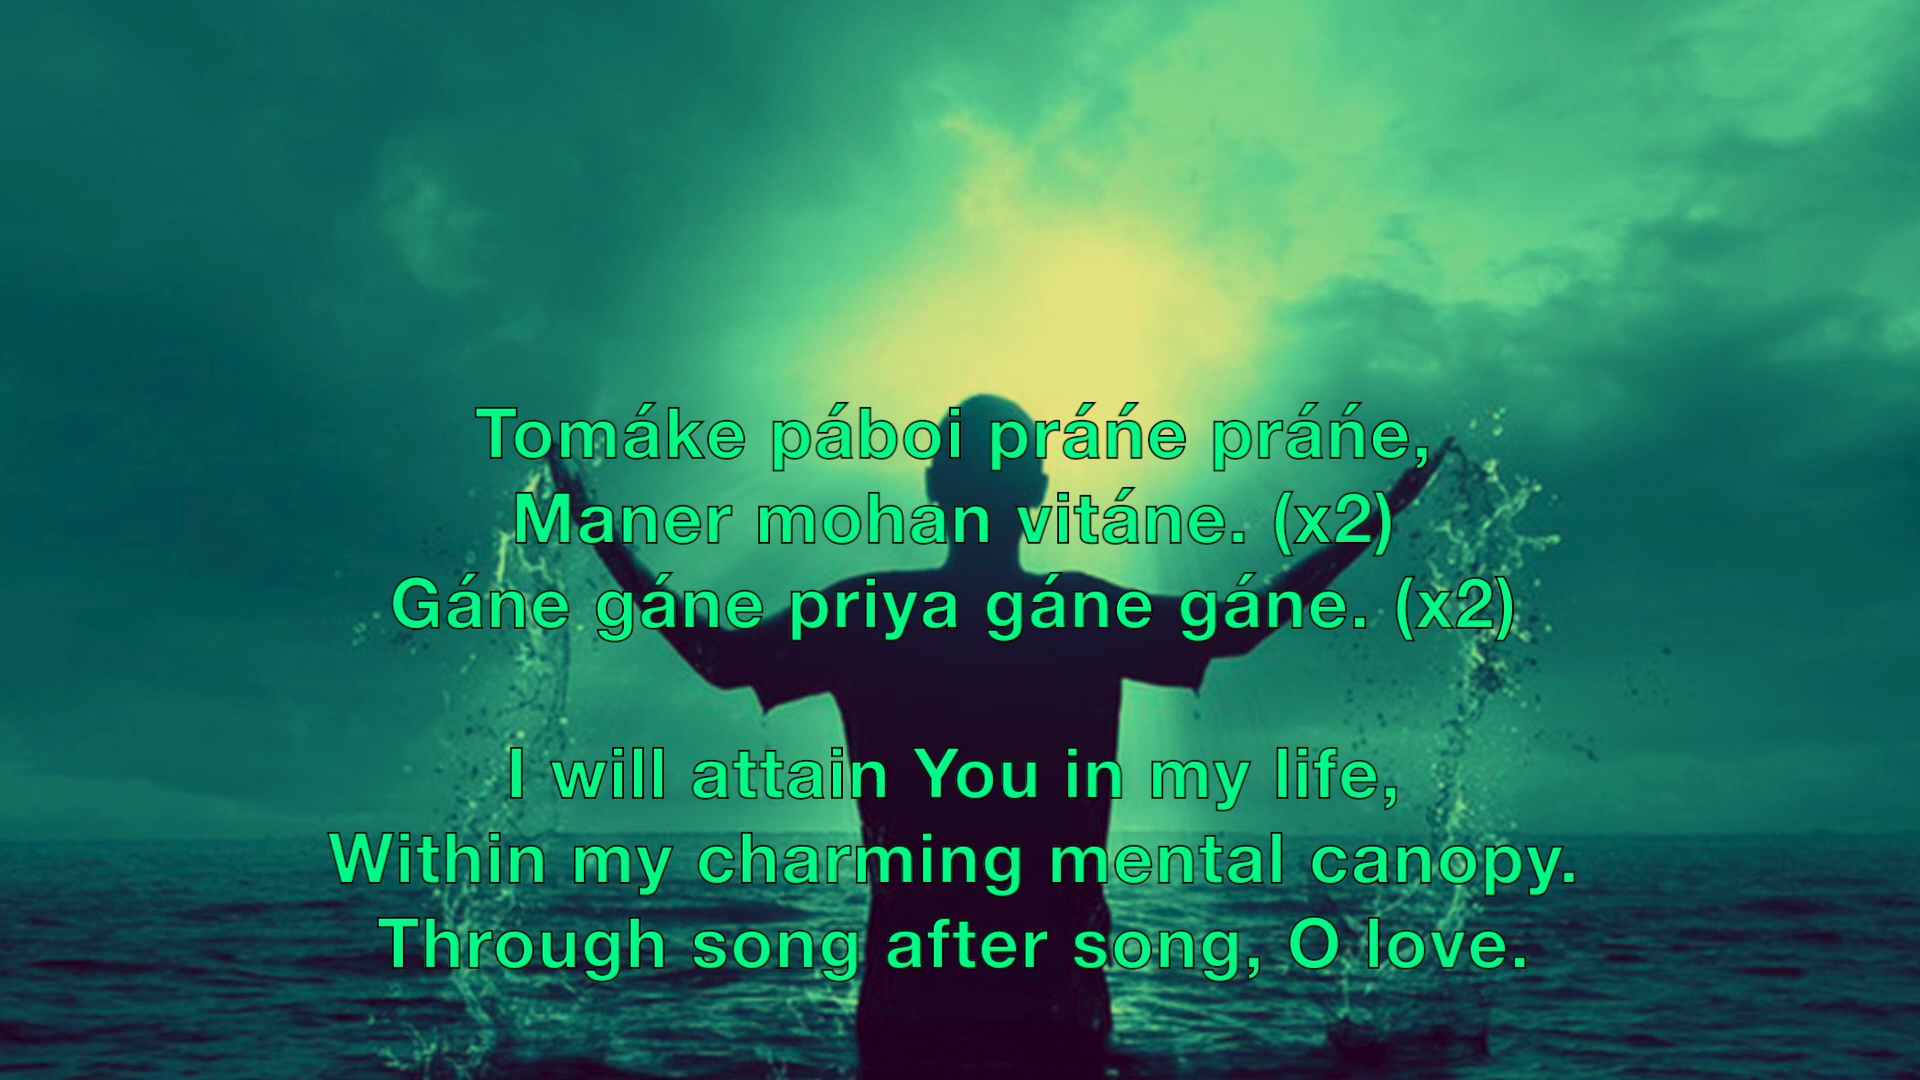 Tomáke páboi práńe práńe,
Maner mohan vitáne. (x2)
Gáne gáne priya gáne gáne. (x2)
I will attain You in my life,
Within my charming mental canopy.
Through song after song, O love.